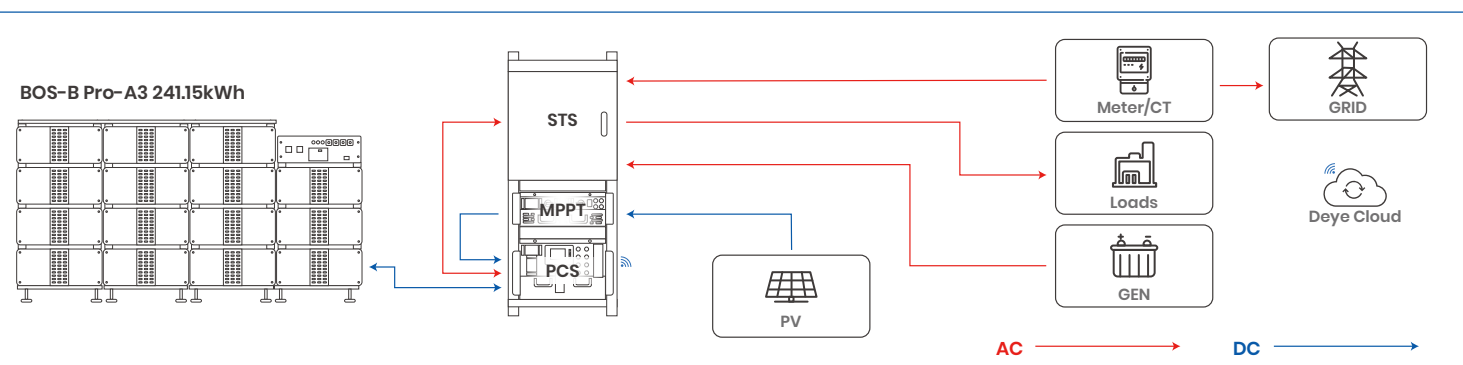 BOS-B Pro-A3 241.15kWh
STS
MPPT
PCS
PV
Meter/CT
GRID
Loads
Deye Cloud
GEN
AC
DC